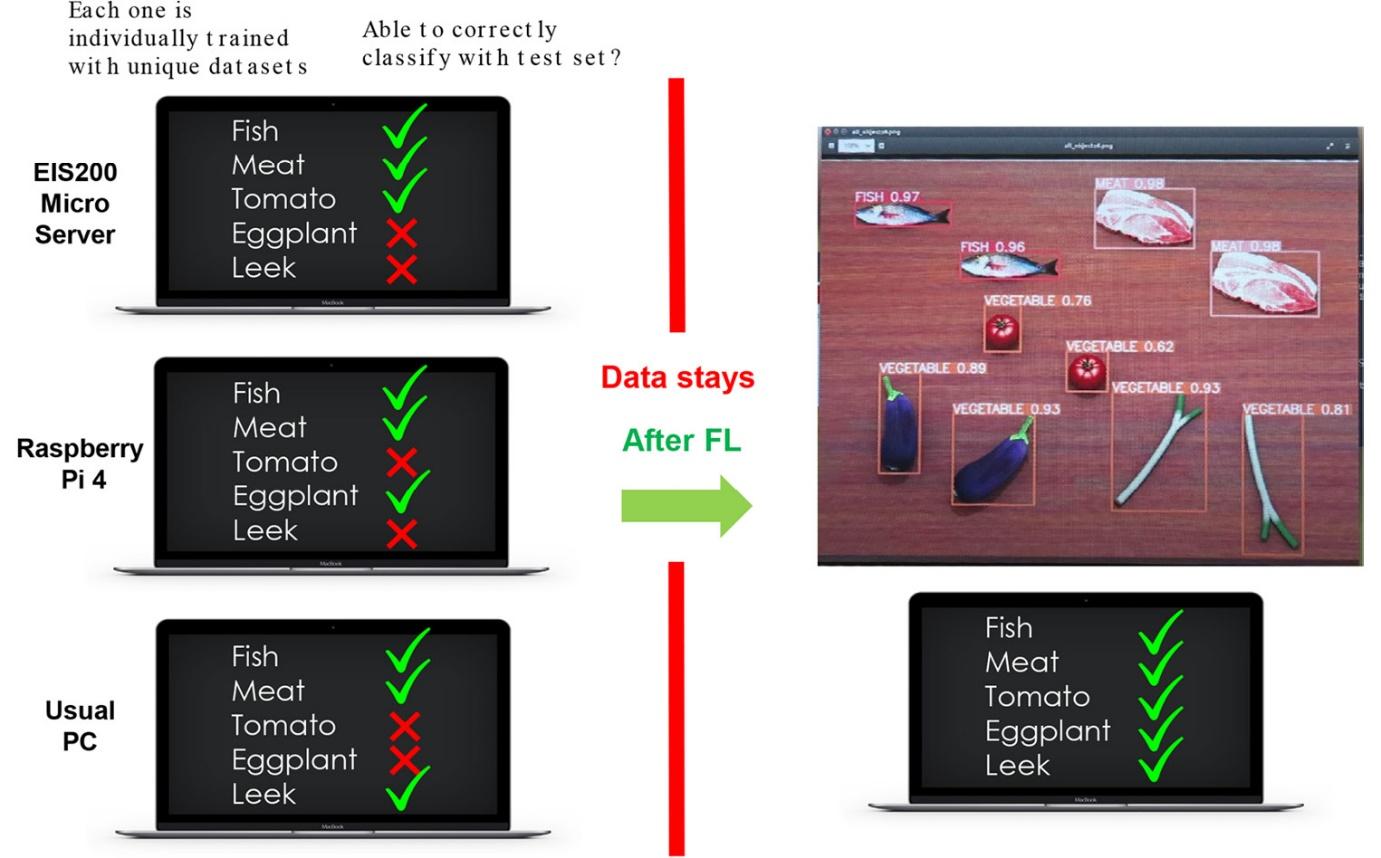 Each one is
individually trained
with unique datasets
Able to correctly
classify with test set?
EIS200
Micro
Server
Fish
Meat
Tomato
Eggplant
Leek
MacBook
Raspberry
Pi 4
Fish
Meat
Tomato
Eggplant
Leek
MacBook
Usual
PC
Fish
Meat
Tomato
Eggplant
Leek
MacBook
Data stays
After FL
FISH 0.97
MEAT 0.98
FISH 0.96
MEAT 0.98
VEGETABLE 0.76
VEGETABLE 0.62
VEGETABLE 0.89
VEGETABLE 0.93
VEGETABLE 0.93
VEGETABLE 0.81
Fish
Meat
Tomato
Eggplant
Leek
MacBook